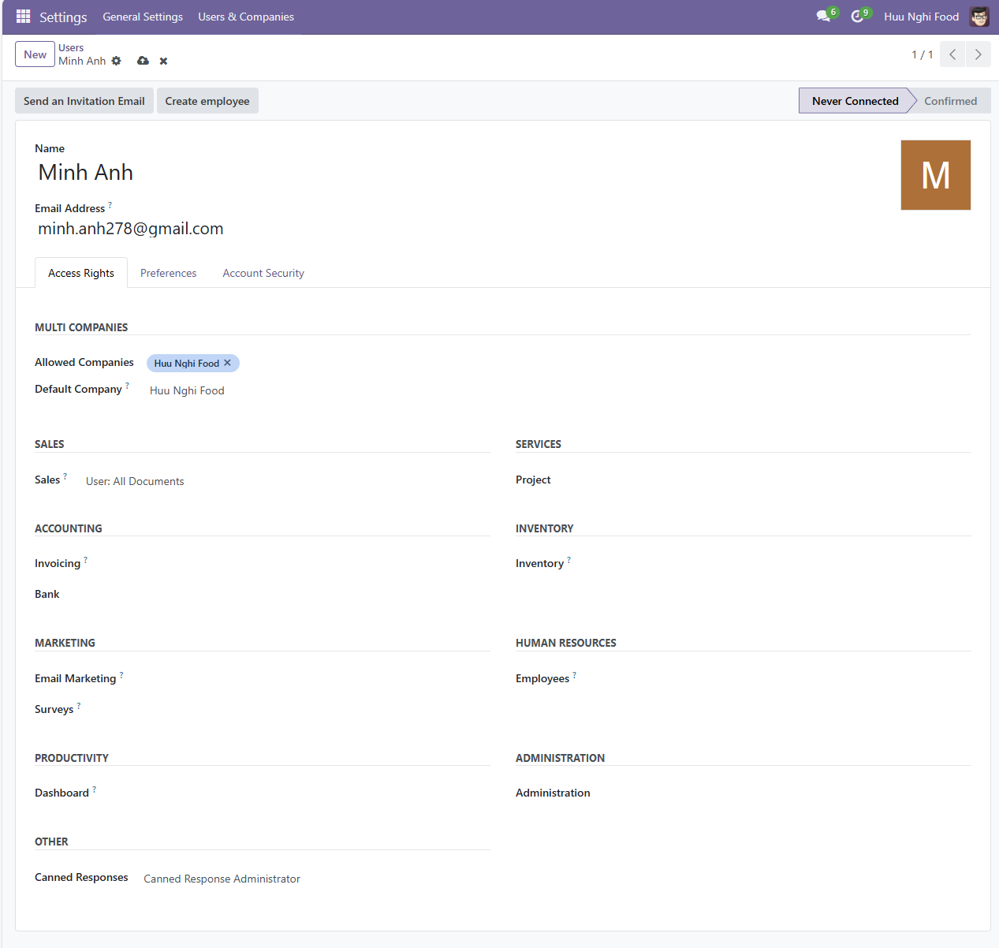 Settings General Settings Users & Companies 6 9 Huu Nghi Food
New Users 1 / 1
Minh Anh
Send an Invitation Email Create employee Never Connected Confirmed
Name
Minh Anh
M
Email Address ?
minh.anh278@gmail.com
Access Rights Preferences Account Security
MULTI COMPANIES
Allowed Companies Huu Nghi Food ×
Default Company ? Huu Nghi Food
SALES SERVICES
Sales ? User: All Documents Project
ACCOUNTING INVENTORY
Invoicing ? Inventory ?
Bank
MARKETING HUMAN RESOURCES
Email Marketing ? Employees ?
Surveys ?
PRODUCTIVITY ADMINISTRATION
Dashboard ? Administration
OTHER
Canned Responses Canned Response Administrator